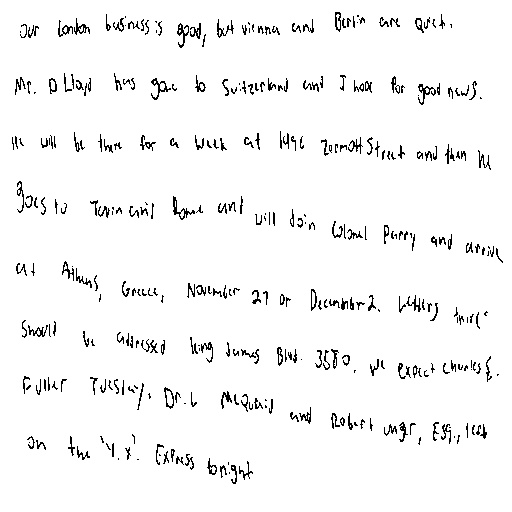 Our London business is good, but vienna and Berlin are quiet.
Mr. D Lloyd has gone to Switzerland and I hope for good news.
He will be there for a week at 1496 Zermott Street and then he
goes to Turin and Rome and will Join Colonel Parry and arrive
at Athens, Greece, November 27 or December 2. Letters there
Should be addressed King James Blvd. 3580. We expect Charles E.
Fuller Tuesday. Dr. L McQuaid and Robert Unger, Esq., left
on the "Y.X". Express tonight